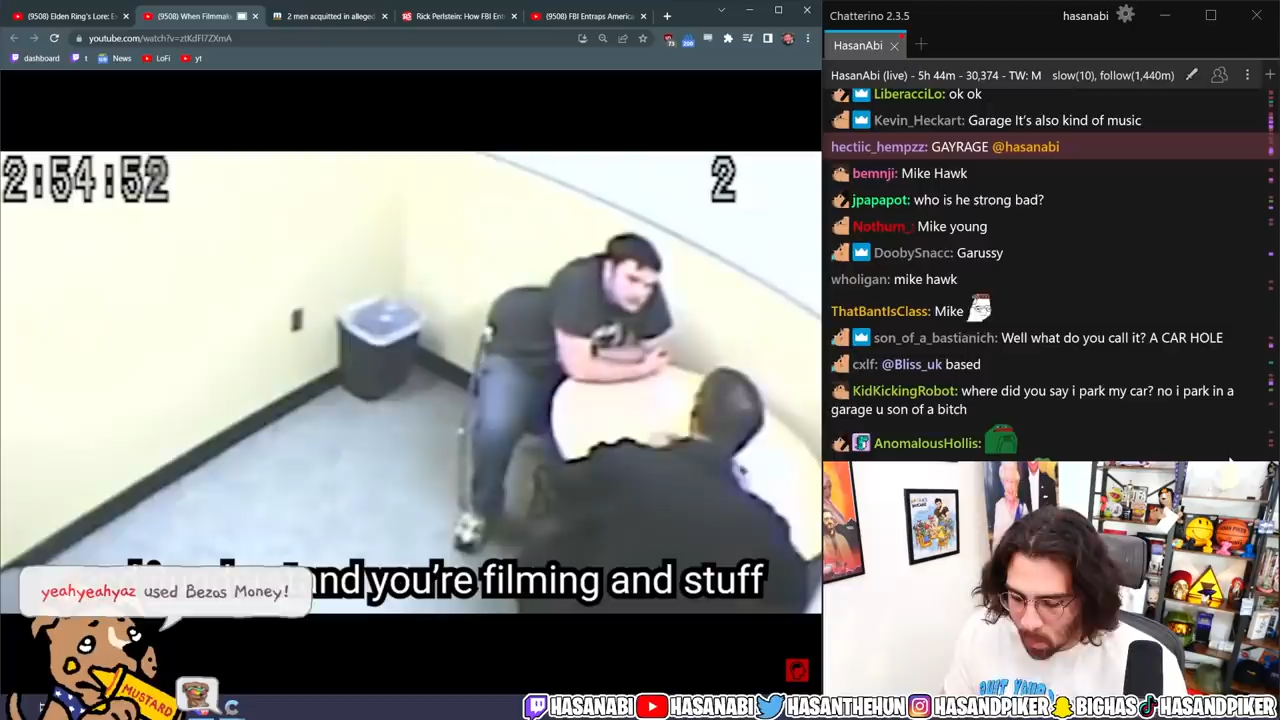 (9508) Elden Ring's Lore: Ex
(9508) When Filmmak
2 men acquitted in alleged
Rick Perlstein: How FBI Ent
(9508) FBI Entraps America
youtube.com/watch?v=ztKdFI7ZXmA
73
200
dashboard
t
News
LoFi
yt
2:54:52
2
and you're filming and stuff
yeahyeahyaz used Bezos Money!
MUSTARD
Chatterino 2.3.5
hasanabi
HasanAbi
HasanAbi (live) - 5h 44m - 30,374 - TW: M
slow(10), follow(1,440m)
LiberacciLo: ok ok
Kevin_Heckart: Garage It's also kind of music
hectiic_hempzz: GAYRAGE @hasanabi
bemnji: Mike Hawk
jpapapot: who is he strong bad?
Nothurn_: Mike young
DoobySnacc: Garussy
wholigan: mike hawk
ThatBantIsClass: Mike
son_of_a_bastianich: Well what do you call it? A CAR HOLE
cxlf: @Bliss_uk based
KidKickingRobot: where did you say i park my car? no i park in a
garage u son of a bitch
AnomalousHollis:
HASANABI
HASANABI
HASANTHEHUN
HASANDPIKER
BIGHAS
HASANDPIKER